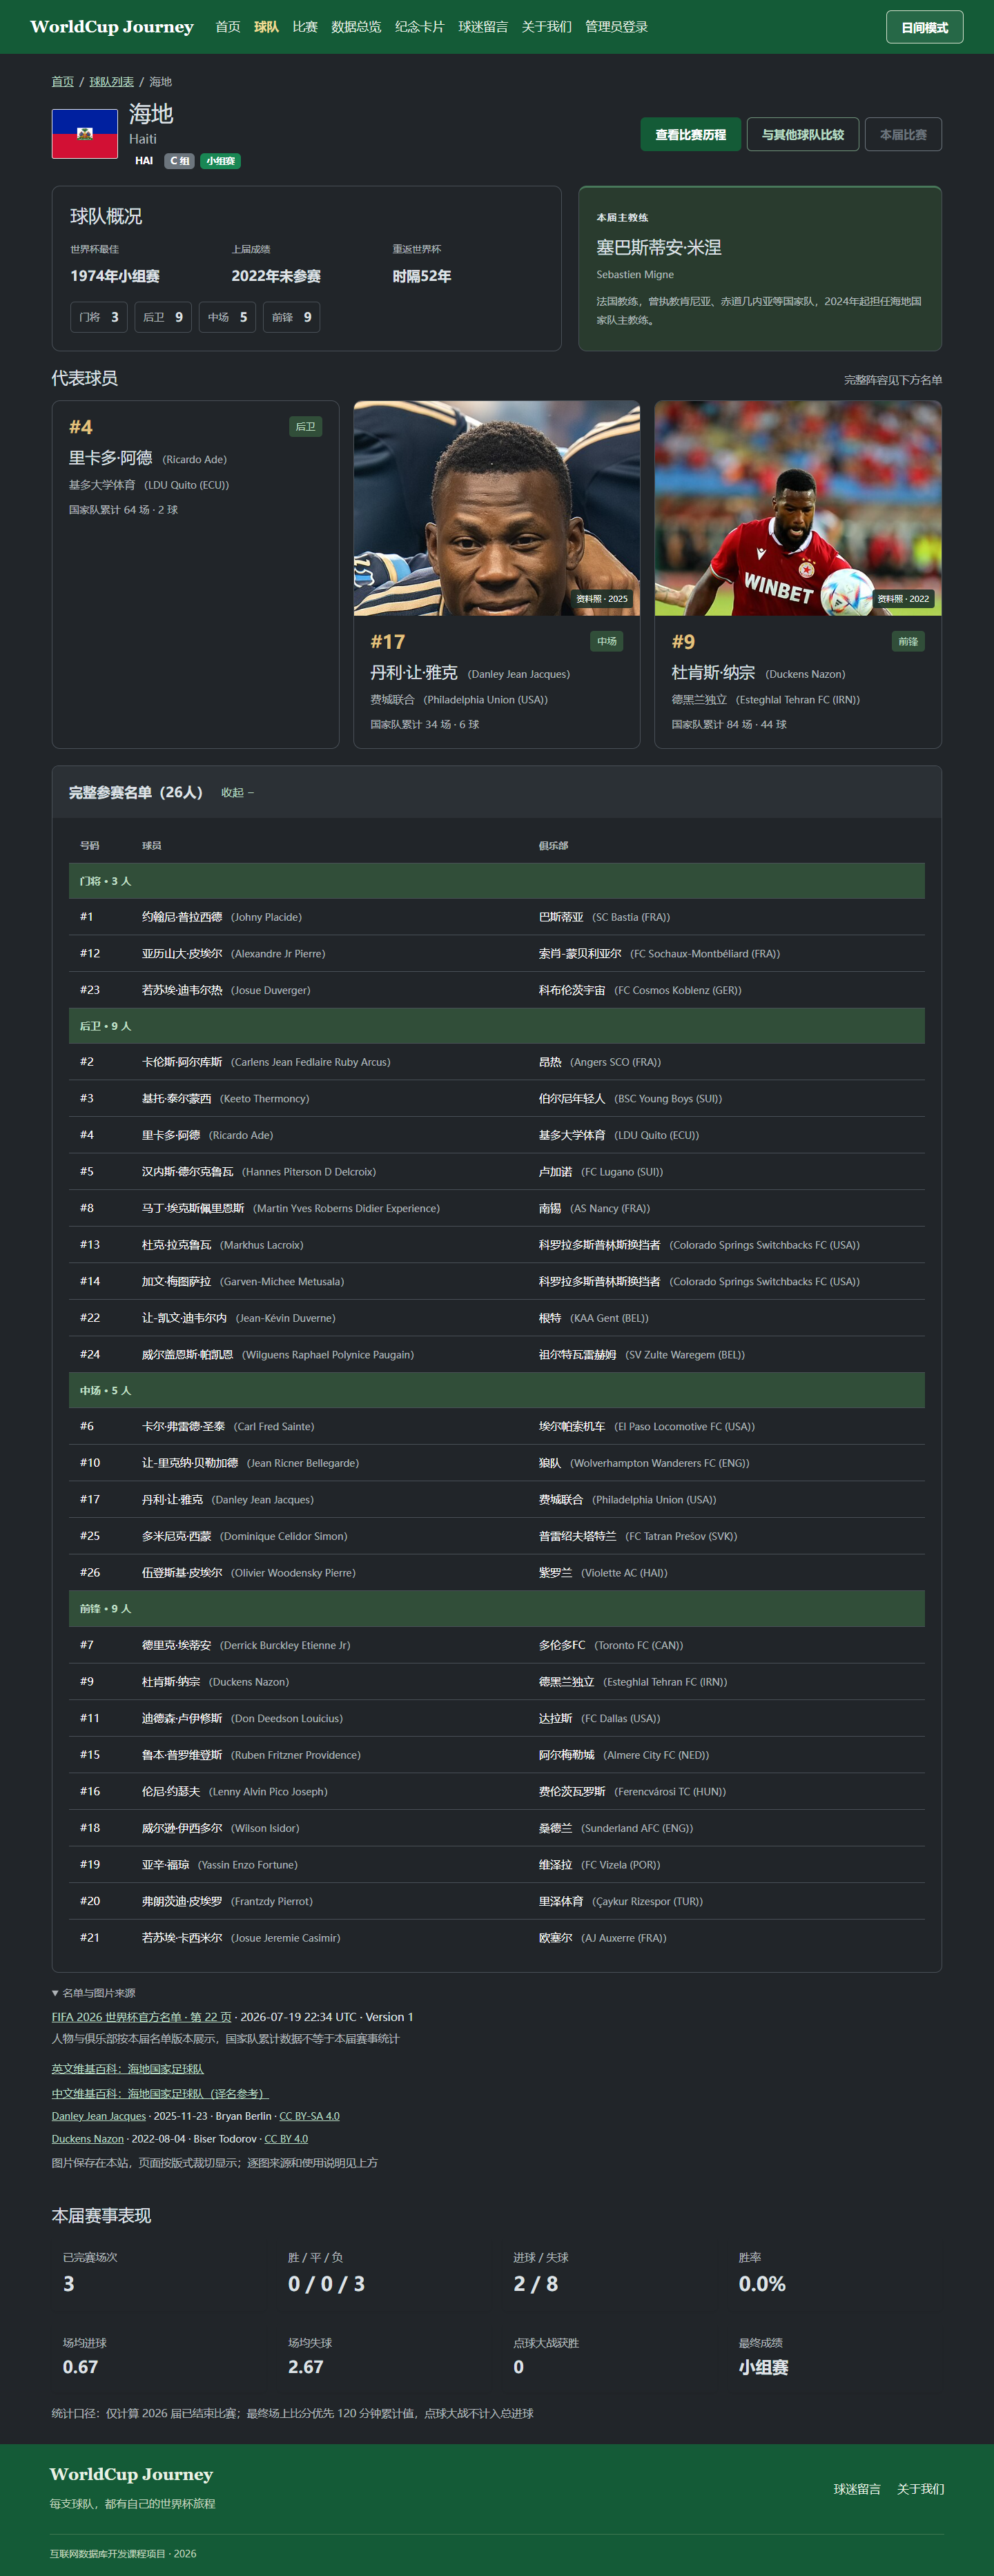 WorldCup Journey 首页 球队 比赛 数据总览 纪念卡片 球迷留言 关于我们 管理员登录 日间模式
首页 / 球队列表 / 海地
海地
Haiti
HAI C 组 小组赛
查看比赛历程 与其他球队比较 本届比赛
球队概况
世界杯最佳 上届成绩 重返世界杯
1974年小组赛 2022年未参赛 时隔52年
门将 3 后卫 9 中场 5 前锋 9
本届主教练
塞巴斯蒂安·米涅
Sebastien Migne
法国教练，曾执教肯尼亚、赤道几内亚等国家队，2024年起担任海地国
家队主教练。
代表球员 完整阵容见下方名单
#4 后卫
里卡多·阿德 （Ricardo Ade）
基多大学体育 （LDU Quito (ECU)）
国家队累计 64 场 · 2 球
资料照 · 2025
#17 中场
丹利·让·雅克 （Danley Jean Jacques）
费城联合 （Philadelphia Union (USA)）
国家队累计 34 场 · 6 球
WINBET
资料照 · 2022
#9 前锋
杜肯斯·纳宗 （Duckens Nazon）
德黑兰独立 （Esteghlal Tehran FC (IRN)）
国家队累计 84 场 · 44 球
完整参赛名单（26人） 收起 −
号码 球员 俱乐部
门将 • 3 人
#1 约翰尼·普拉西德 （Johny Placide） 巴斯蒂亚 （SC Bastia (FRA)）
#12 亚历山大·皮埃尔 （Alexandre Jr Pierre） 索肖-蒙贝利亚尔 （FC Sochaux-Montbéliard (FRA)）
#23 若苏埃·迪韦尔热 （Josue Duverger） 科布伦茨宇宙 （FC Cosmos Koblenz (GER)）
后卫 • 9 人
#2 卡伦斯·阿尔库斯 （Carlens Jean Fedlaire Ruby Arcus） 昂热 （Angers SCO (FRA)）
#3 基托·泰尔蒙西 （Keeto Thermoncy） 伯尔尼年轻人 （BSC Young Boys (SUI)）
#4 里卡多·阿德 （Ricardo Ade） 基多大学体育 （LDU Quito (ECU)）
#5 汉内斯·德尔克鲁瓦 （Hannes Piterson D Delcroix） 卢加诺 （FC Lugano (SUI)）
#8 马丁·埃克斯佩里恩斯 （Martin Yves Roberns Didier Experience） 南锡 （AS Nancy (FRA)）
#13 杜克·拉克鲁瓦 （Markhus Lacroix） 科罗拉多斯普林斯换挡者 （Colorado Springs Switchbacks FC (USA)）
#14 加文·梅图萨拉 （Garven-Michee Metusala） 科罗拉多斯普林斯换挡者 （Colorado Springs Switchbacks FC (USA)）
#22 让-凯文·迪韦尔内 （Jean-Kévin Duverne） 根特 （KAA Gent (BEL)）
#24 威尔盖恩斯·帕凯恩 （Wilguens Raphael Polynice Paugain） 祖尔特瓦雷赫姆 （SV Zulte Waregem (BEL)）
中场 • 5 人
#6 卡尔·弗雷德·圣泰 （Carl Fred Sainte） 埃尔帕索机车 （El Paso Locomotive FC (USA)）
#10 让-里克纳·贝勒加德 （Jean Ricner Bellegarde） 狼队 （Wolverhampton Wanderers FC (ENG)）
#17 丹利·让·雅克 （Danley Jean Jacques） 费城联合 （Philadelphia Union (USA)）
#25 多米尼克·西蒙 （Dominique Celidor Simon） 普雷绍夫塔特兰 （FC Tatran Prešov (SVK)）
#26 伍登斯基·皮埃尔 （Olivier Woodensky Pierre） 紫罗兰 （Violette AC (HAI)）
前锋 • 9 人
#7 德里克·埃蒂安 （Derrick Burckley Etienne Jr） 多伦多FC （Toronto FC (CAN)）
#9 杜肯斯·纳宗 （Duckens Nazon） 德黑兰独立 （Esteghlal Tehran FC (IRN)）
#11 迪德森·卢伊修斯 （Don Deedson Louicius） 达拉斯 （FC Dallas (USA)）
#15 鲁本·普罗维登斯 （Ruben Fritzner Providence） 阿尔梅勒城 （Almere City FC (NED)）
#16 伦尼·约瑟夫 （Lenny Alvin Pico Joseph） 费伦茨瓦罗斯 （Ferencvárosi TC (HUN)）
#18 威尔逊·伊西多尔 （Wilson Isidor） 桑德兰 （Sunderland AFC (ENG)）
#19 亚辛·福琼 （Yassin Enzo Fortune） 维泽拉 （FC Vizela (POR)）
#20 弗朗茨迪·皮埃罗 （Frantzdy Pierrot） 里泽体育 （Çaykur Rizespor (TUR)）
#21 若苏埃·卡西米尔 （Josue Jeremie Casimir） 欧塞尔 （AJ Auxerre (FRA)）
▼ 名单与图片来源
FIFA 2026 世界杯官方名单 · 第 22 页 · 2026-07-19 22:34 UTC · Version 1
人物与俱乐部按本届名单版本展示，国家队累计数据不等于本届赛事统计
英文维基百科：海地国家足球队
中文维基百科：海地国家足球队（译名参考）
Danley Jean Jacques · 2025-11-23 · Bryan Berlin · CC BY-SA 4.0
Duckens Nazon · 2022-08-04 · Biser Todorov · CC BY 4.0
图片保存在本站，页面按版式裁切显示；逐图来源和使用说明见上方
本届赛事表现
已完赛场次 胜 / 平 / 负 进球 / 失球 胜率
3 0 / 0 / 3 2 / 8 0.0%
场均进球 场均失球 点球大战获胜 最终成绩
0.67 2.67 0 小组赛
统计口径：仅计算 2026 届已结束比赛；最终场上比分优先 120 分钟累计值，点球大战不计入总进球
WorldCup Journey
每支球队，都有自己的世界杯旅程
球迷留言 关于我们
互联网数据库开发课程项目 · 2026